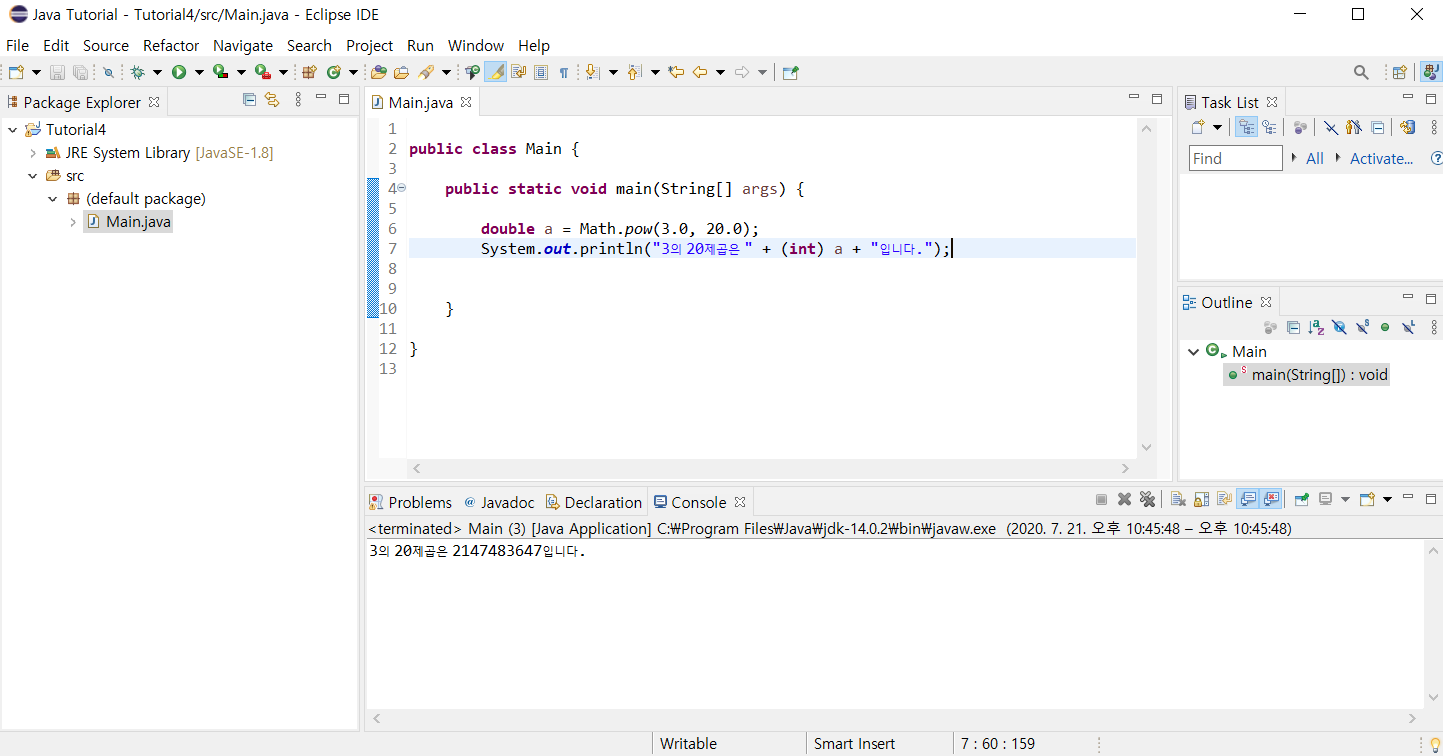 Java Tutorial - Tutorial4/src/Main.java - Eclipse IDE
File Edit Source Refactor Navigate Search Project Run Window Help
Package Explorer
Tutorial4
JRE System Library [JavaSE-1.8]
src
(default package)
Main.java
Main.java
1
2 public class Main {
3
4 public static void main(String[] args) {
5
6 double a = Math.pow(3.0, 20.0);
7 System.out.println("3의 20제곱은 " + (int) a + "입니다.");
8
9
10 }
11
12 }
13
Task List
Find All Activate...
Outline
Main
main(String[]) : void
Problems Javadoc Declaration Console
<terminated> Main (3) [Java Application] C:₩Program Files₩Java₩jdk-14.0.2₩bin₩javaw.exe (2020. 7. 21. 오후 10:45:48 – 오후 10:45:48)
3의 20제곱은 2147483647입니다.
Writable Smart Insert 7 : 60 : 159